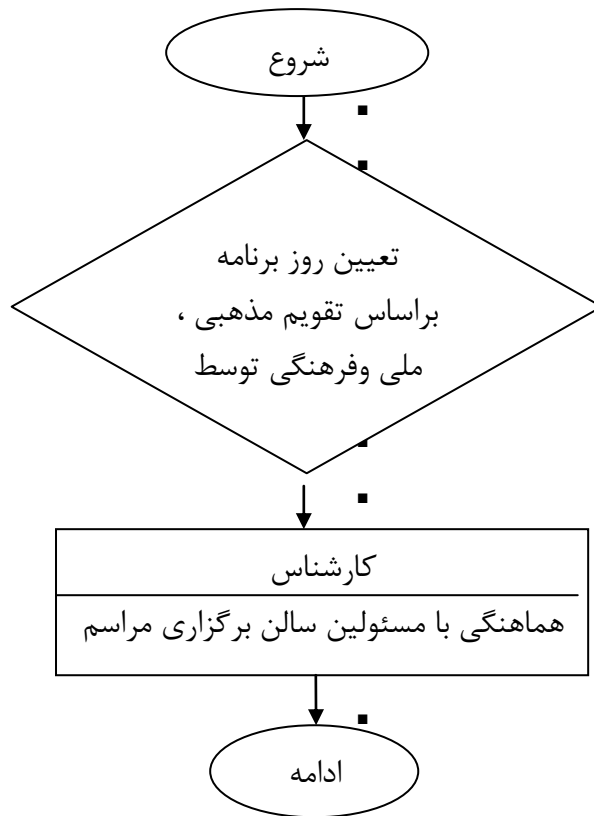 شروع
تعیین روز برنامه
براساس تقویم مذهبی ،
ملی وفرهنگی توسط
کارشناس
هماهنگی با مسئولین سالن برگزاری مراسم
ادامه